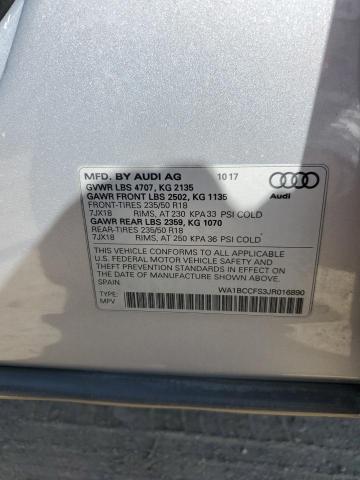 MFD. BY AUDI AG 10 17
GVWR LBS 4707, KG 2135
GAWR FRONT LBS 2502, KG 1135
FRONT-TIRES 235/50 R18
7JX18 RIMS, AT 230 KPA 33 PSI COLD
GAWR REAR LBS 2359, KG 1070
REAR-TIRES 235/50 R18
7JX18 RIMS, AT 250 KPA 36 PSI COLD
Audi
THIS VEHICLE CONFORMS TO ALL APPLICABLE
U.S. FEDERAL MOTOR VEHICLE SAFETY, BUMPER AND
THEFT PREVENTION STANDARDS IN EFFECT ON THE
DATE OF MANUFACTURE SHOWN ABOVE.
SPAIN
TYPE: WA1BCCFS3JR016890
MPV